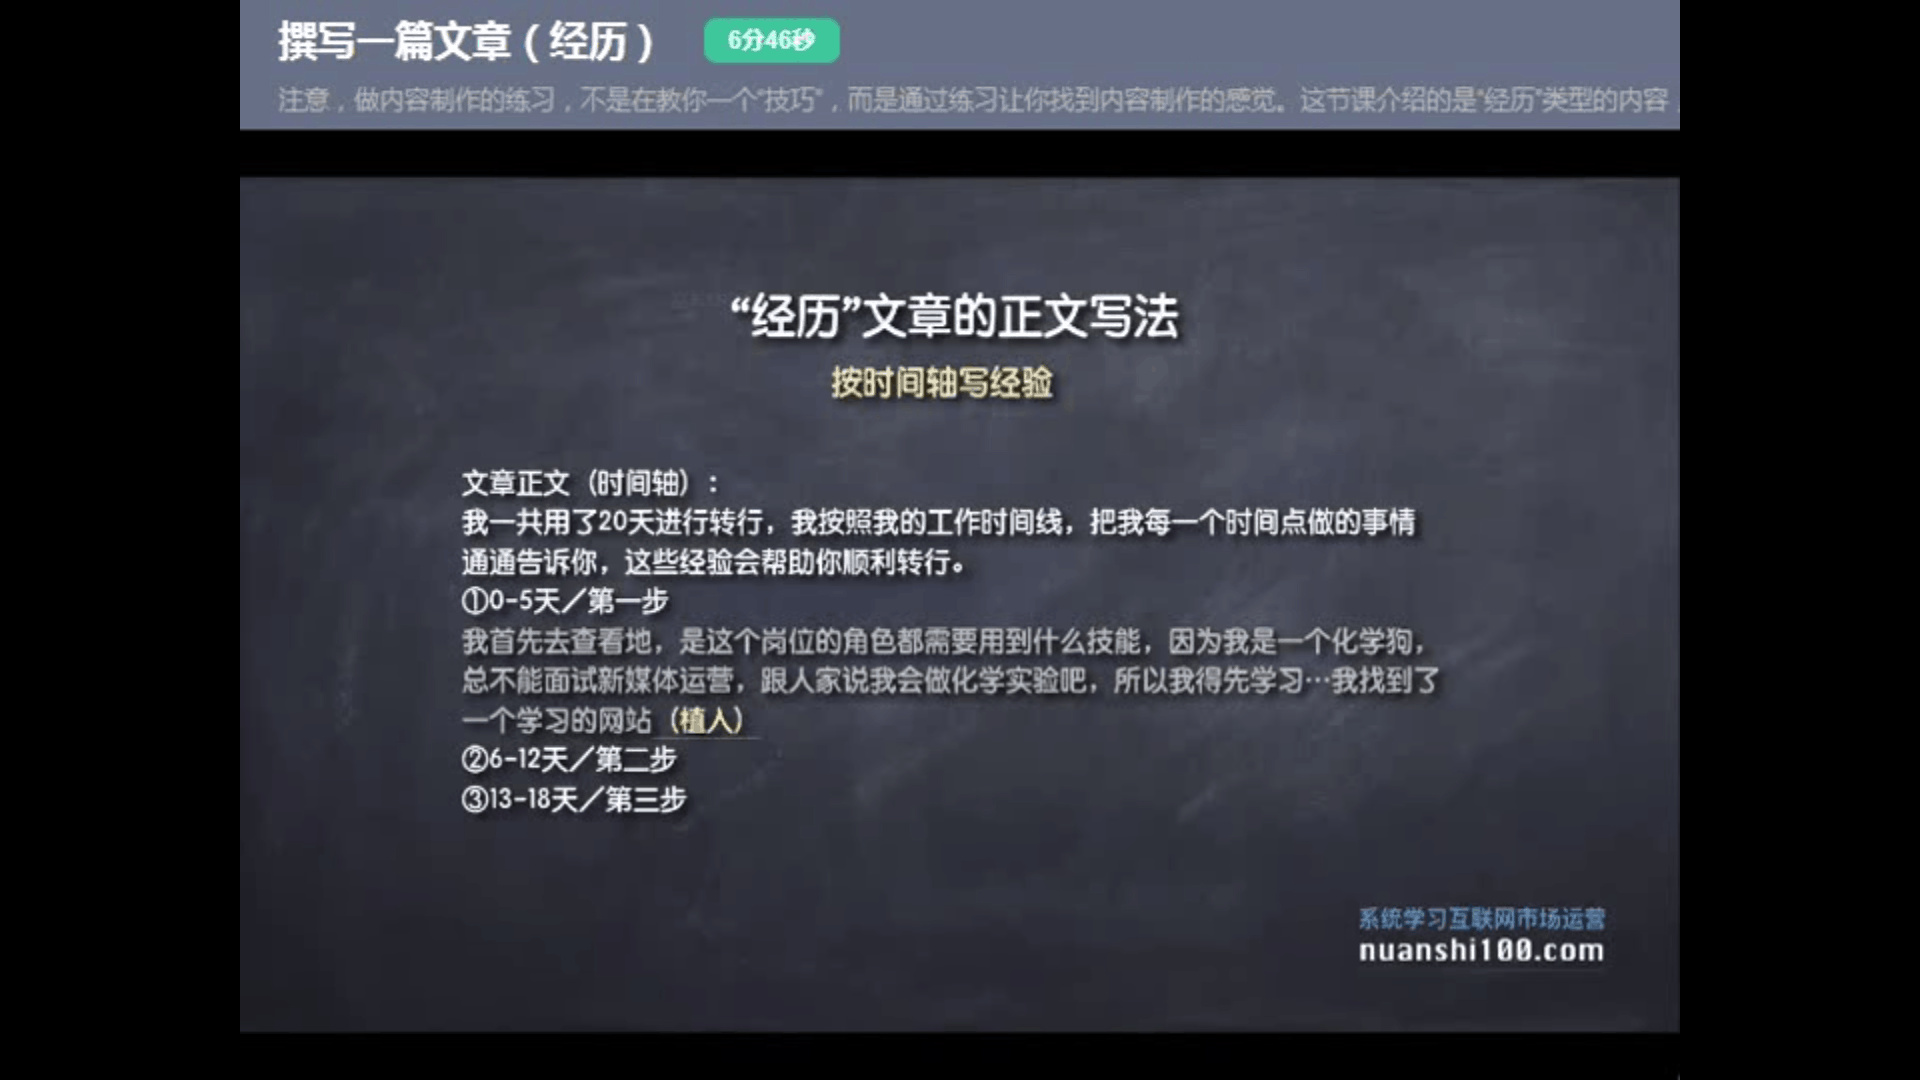 撰写一篇文章（经历）
6分46秒
注意，做内容制作的练习，不是在教你一个“技巧”，而是通过练习让你找到内容制作的感觉。这节课介绍的是“经历”类型的内容，
“经历”文章的正文写法
按时间轴写经验
文章正文（时间轴）：
我一共用了20天进行转行，我按照我的工作时间线，把我每一个时间点做的事情
通通告诉你，这些经验会帮助你顺利转行。
①0-5天／第一步
我首先去查看地，是这个岗位的角色都需要用到什么技能，因为我是一个化学狗，
总不能面试新媒体运营，跟人家说我会做化学实验吧，所以我得先学习…我找到了
一个学习的网站（植入）
②6-12天／第二步
③13-18天／第三步
系统学习互联网市场运营
nuanshi100.com